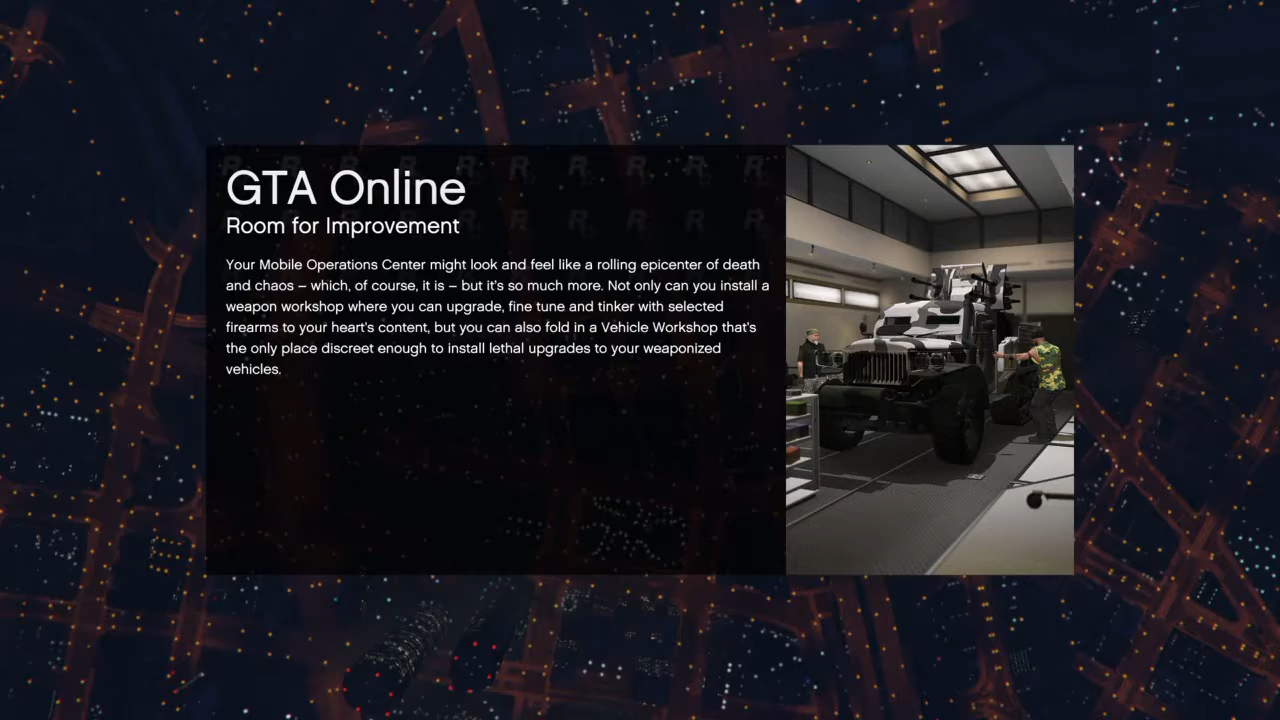 GTA Online
Room for Improvement
Your Mobile Operations Center might look and feel like a rolling epicenter of death
and chaos – which, of course, it is – but it's so much more. Not only can you install a
weapon workshop where you can upgrade, fine tune and tinker with selected
firearms to your heart's content, but you can also fold in a Vehicle Workshop that's
the only place discreet enough to install lethal upgrades to your weaponized
vehicles.